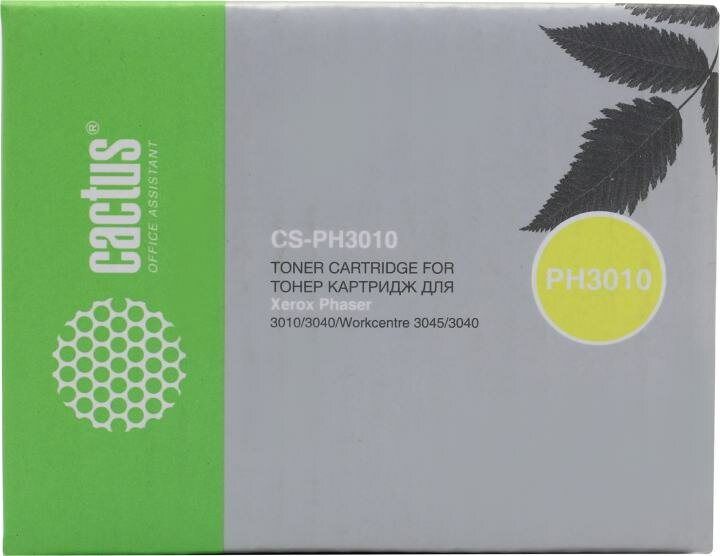 cactus®
OFFICE ASSISTANT
CS-PH3010
TONER CARTRIDGE FOR
ТОНЕР КАРТРИДЖ ДЛЯ
Xerox Phaser
3010/3040/Workcentre 3045/3040
PH3010